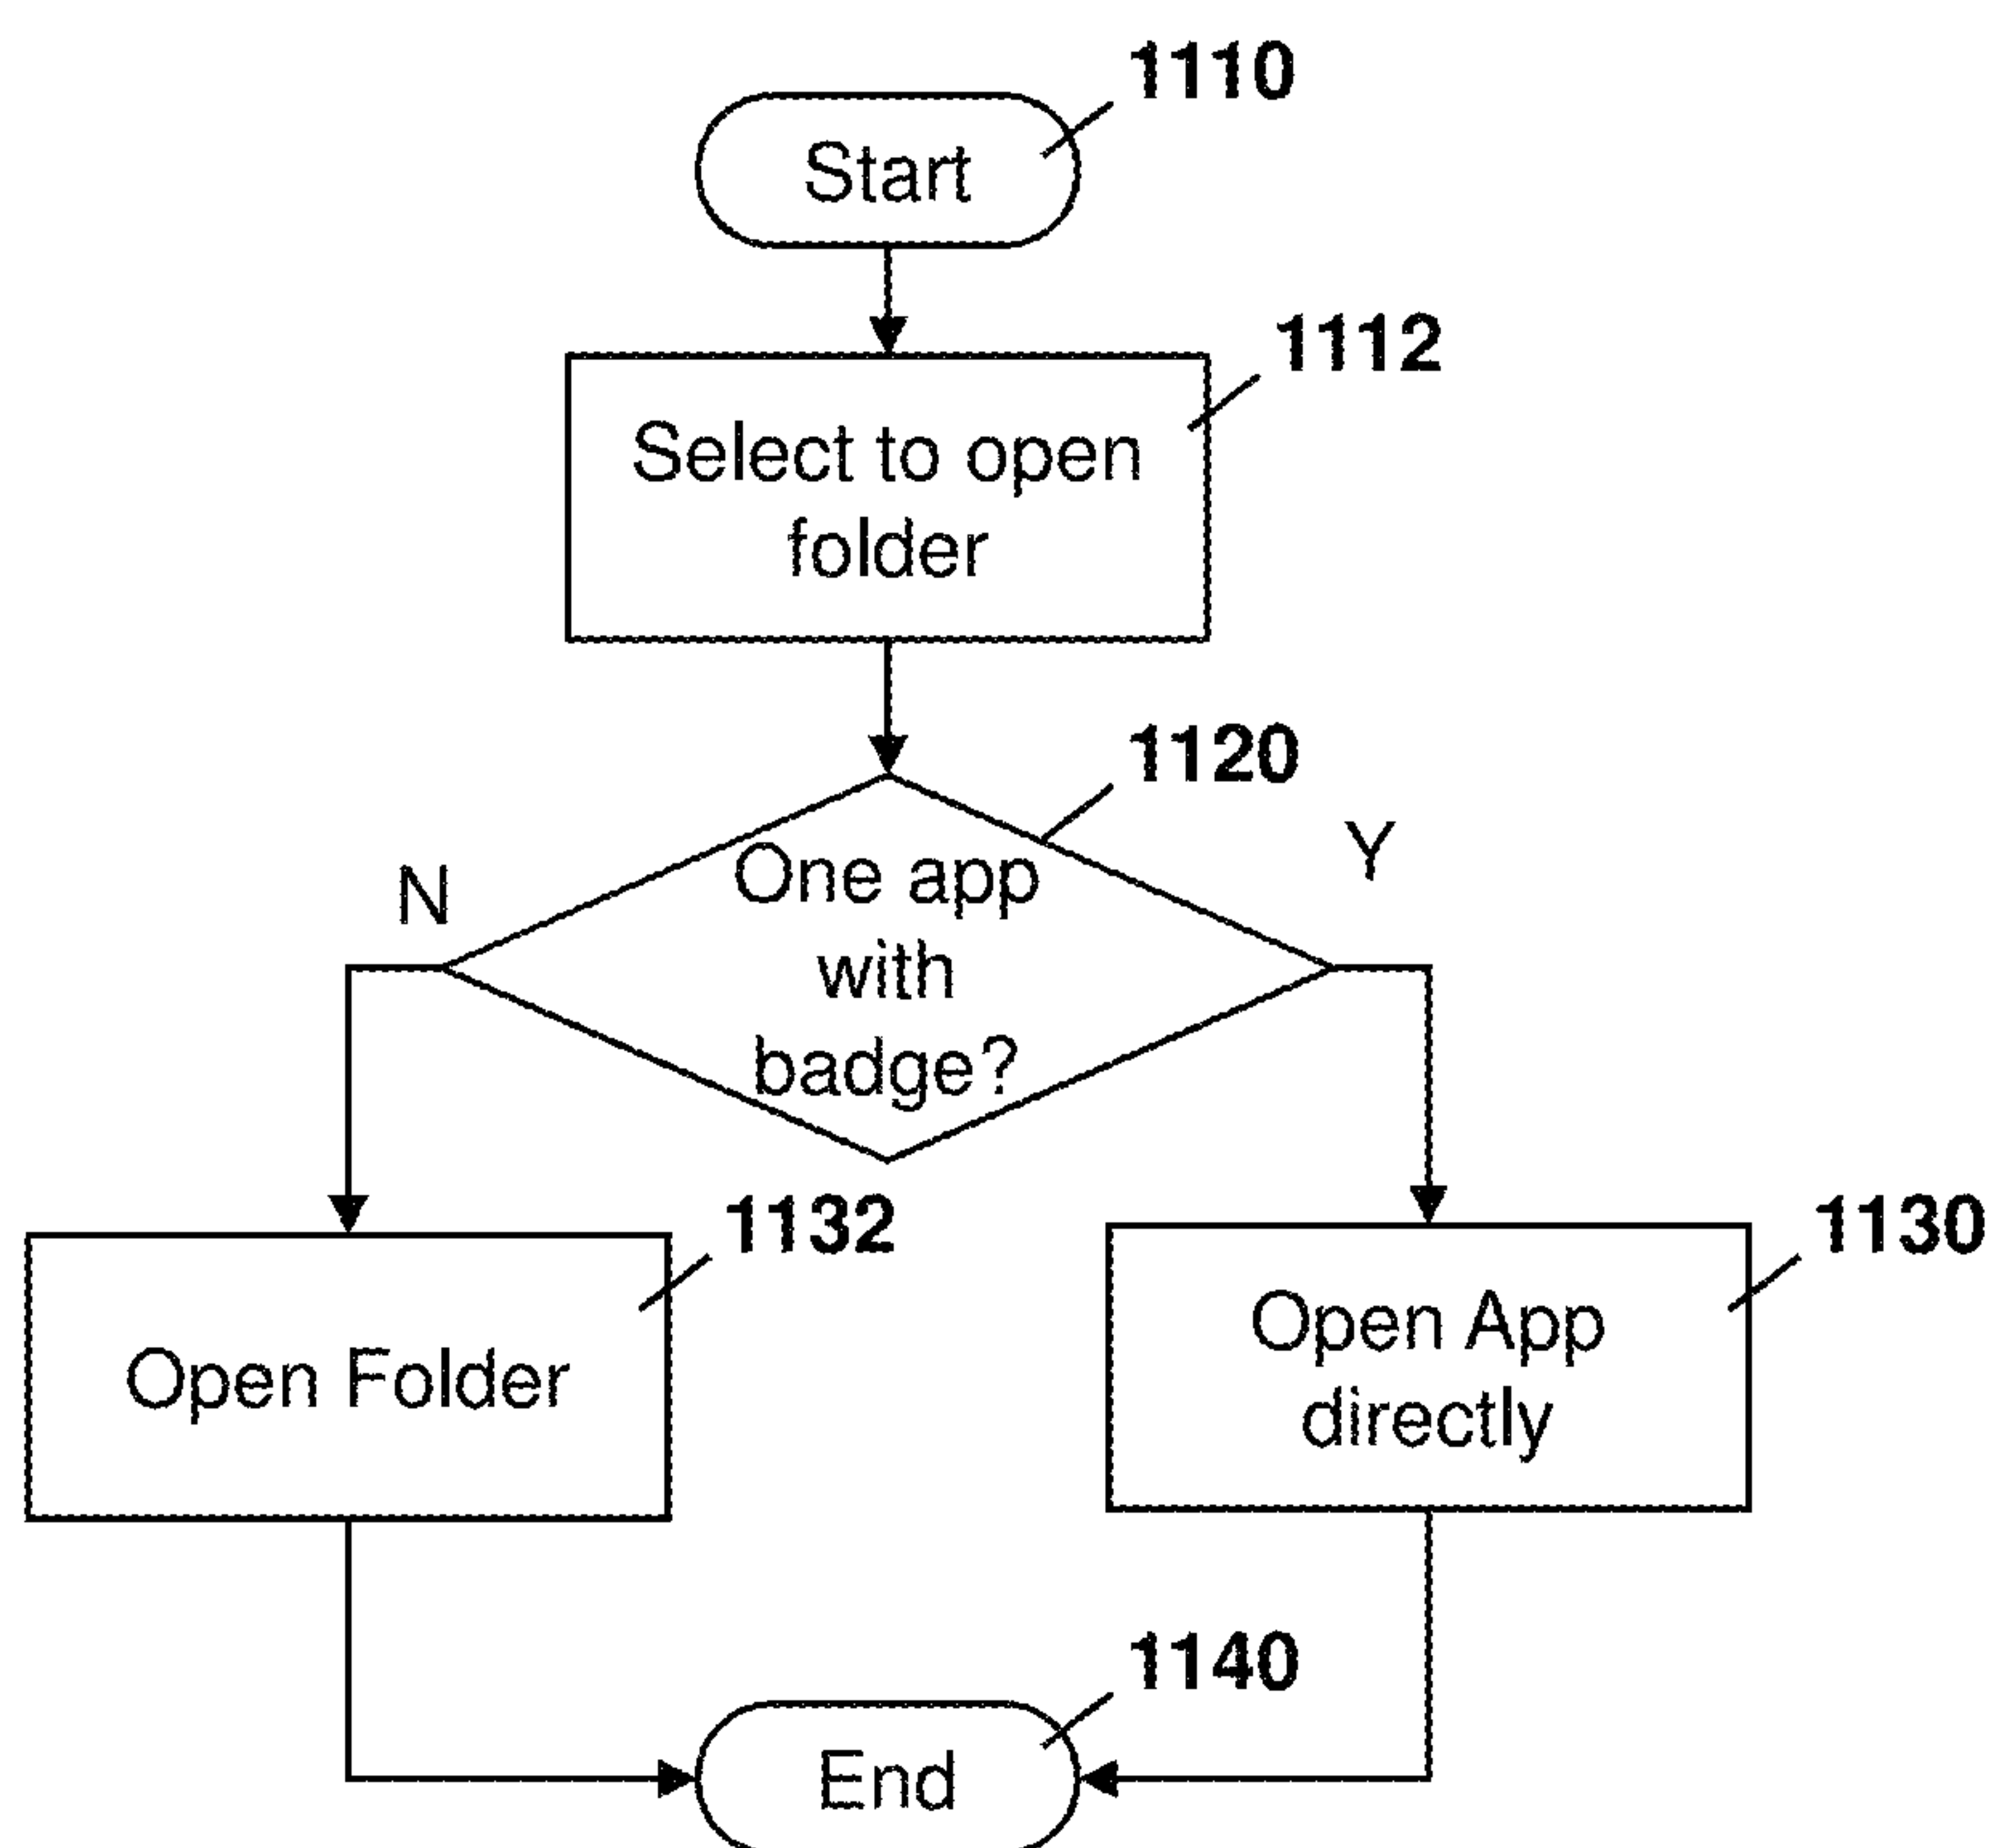 1110
Start
1112
Select to open
folder
1120
One app
with
badge?
N
Y
1132
Open Folder
1130
Open App
directly
1140
End